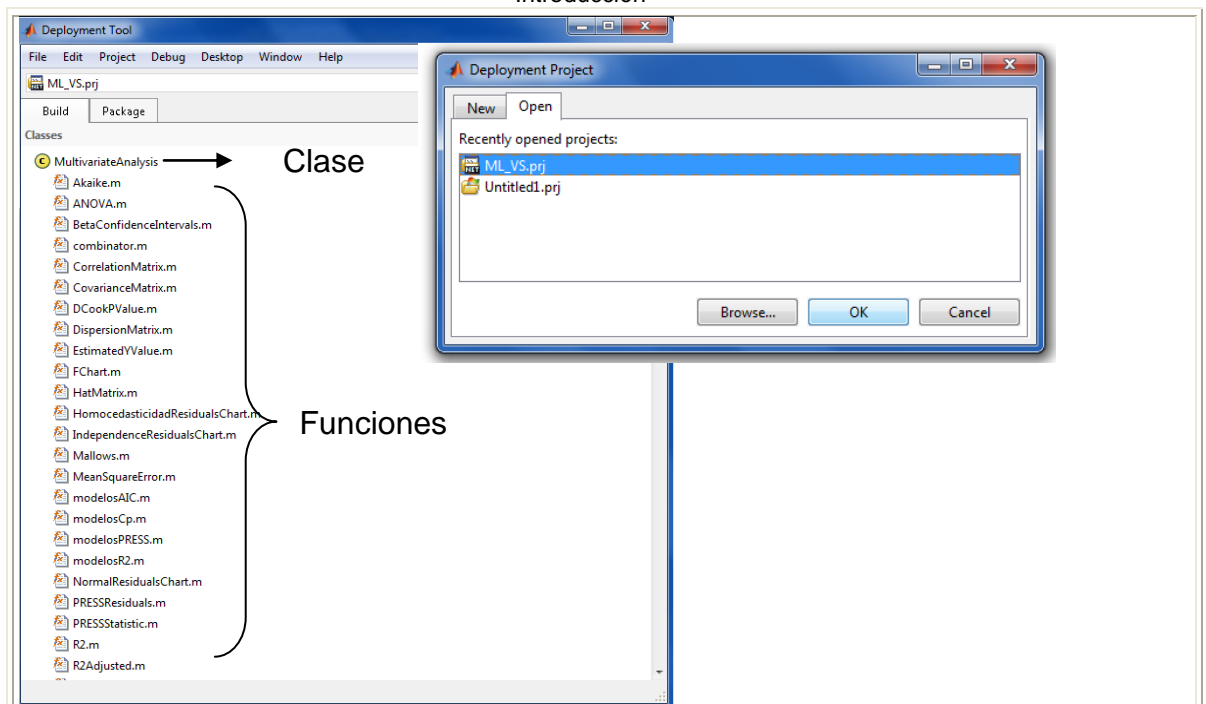 Introducción
Deployment Tool
File Edit Project Debug Desktop Window Help
ML_VS.prj
Build Package
Classes
MultivariateAnalysis
Clase
Akaike.m
ANOVA.m
BetaConfidenceIntervals.m
combinator.m
CorrelationMatrix.m
CovarianceMatrix.m
DCookPValue.m
DispersionMatrix.m
EstimatedYValue.m
FChart.m
HatMatrix.m
HomocedasticidadResidualsChart.m
IndependenceResidualsChart.m
Mallows.m
MeanSquareError.m
modelosAIC.m
modelosCp.m
modelosPRESS.m
modelosR2.m
NormalResidualsChart.m
PRESSResiduals.m
PRESSStatistic.m
R2.m
R2Adjusted.m
Funciones
Deployment Project
New Open
Recently opened projects:
ML_VS.prj
Untitled1.prj
Browse... OK Cancel